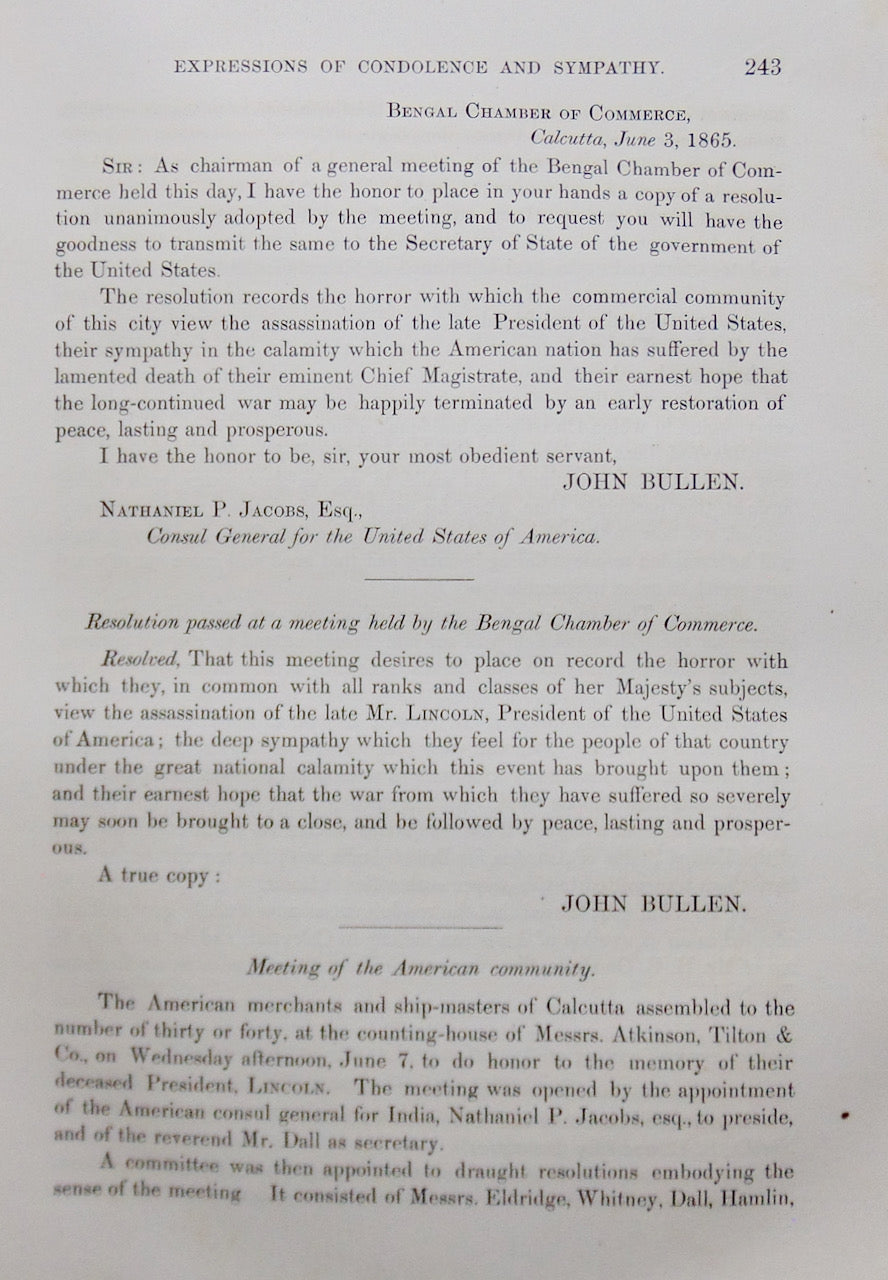 EXPRESSIONS OF CONDOLENCE AND SYMPATHY. 243
BENGAL CHAMBER OF COMMERCE,
Calcutta, June 3, 1865.
SIR: As chairman of a general meeting of the Bengal Chamber of Com-
merce held this day, I have the honor to place in your hands a copy of a resolu-
tion unanimously adopted by the meeting, and to request you will have the
goodness to transmit the same to the Secretary of State of the government of
the United States.
The resolution records the horror with which the commercial community
of this city view the assassination of the late President of the United States,
their sympathy in the calamity which the American nation has suffered by the
lamented death of their eminent Chief Magistrate, and their earnest hope that
the long-continued war may be happily terminated by an early restoration of
peace, lasting and prosperous.
I have the honor to be, sir, your most obedient servant,
JOHN BULLEN.
NATHANIEL P. JACOBS, Esq.,
Consul General for the United States of America.
Resolution passed at a meeting held by the Bengal Chamber of Commerce.
Resolved, That this meeting desires to place on record the horror with
which they, in common with all ranks and classes of her Majesty's subjects,
view the assassination of the late Mr. LINCOLN, President of the United States
of America; the deep sympathy which they feel for the people of that country
under the great national calamity which this event has brought upon them;
and their earnest hope that the war from which they have suffered so severely
may soon be brought to a close, and be followed by peace, lasting and prosper-
ous.
A true copy:
JOHN BULLEN.
Meeting of the American community.
The American merchants and ship-masters of Calcutta assembled to the
number of thirty or forty, at the counting-house of Messrs. Atkinson, Tilton &
Co., on Wednesday afternoon, June 7, to do honor to the memory of their
deceased President, LINCOLN. The meeting was opened by the appointment
of the American consul general for India, Nathaniel P. Jacobs, esq., to preside,
and of the reverend Mr. Dall as secretary.
A committee was then appointed to draught resolutions embodying the
sense of the meeting It consisted of Messrs. Eldridge, Whitney, Dall, Hamlin,